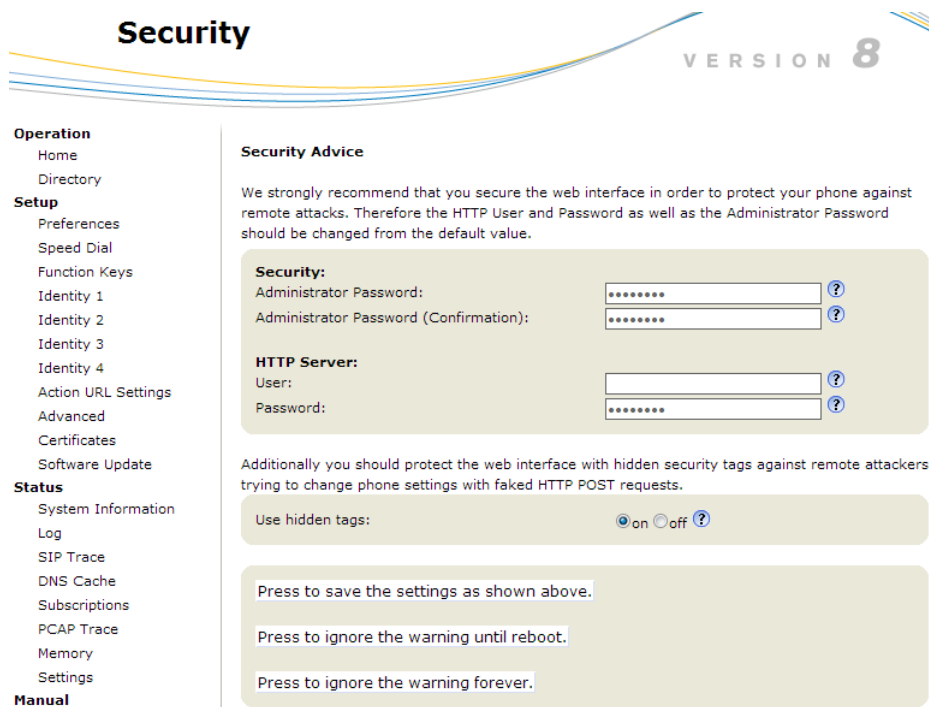 Security
VERSION 8
Operation
Home
Directory
Setup
Preferences
Speed Dial
Function Keys
Identity 1
Identity 2
Identity 3
Identity 4
Action URL Settings
Advanced
Certificates
Software Update
Status
System Information
Log
SIP Trace
DNS Cache
Subscriptions
PCAP Trace
Memory
Settings
Manual
Security Advice
We strongly recommend that you secure the web interface in order to protect your phone against
remote attacks. Therefore the HTTP User and Password as well as the Administrator Password
should be changed from the default value.
Security:
Administrator Password: •••••••• ?
Administrator Password (Confirmation): •••••••• ?
HTTP Server:
User: ?
Password: •••••••• ?
Additionally you should protect the web interface with hidden security tags against remote attackers
trying to change phone settings with faked HTTP POST requests.
Use hidden tags: on off ?
Press to save the settings as shown above.
Press to ignore the warning until reboot.
Press to ignore the warning forever.